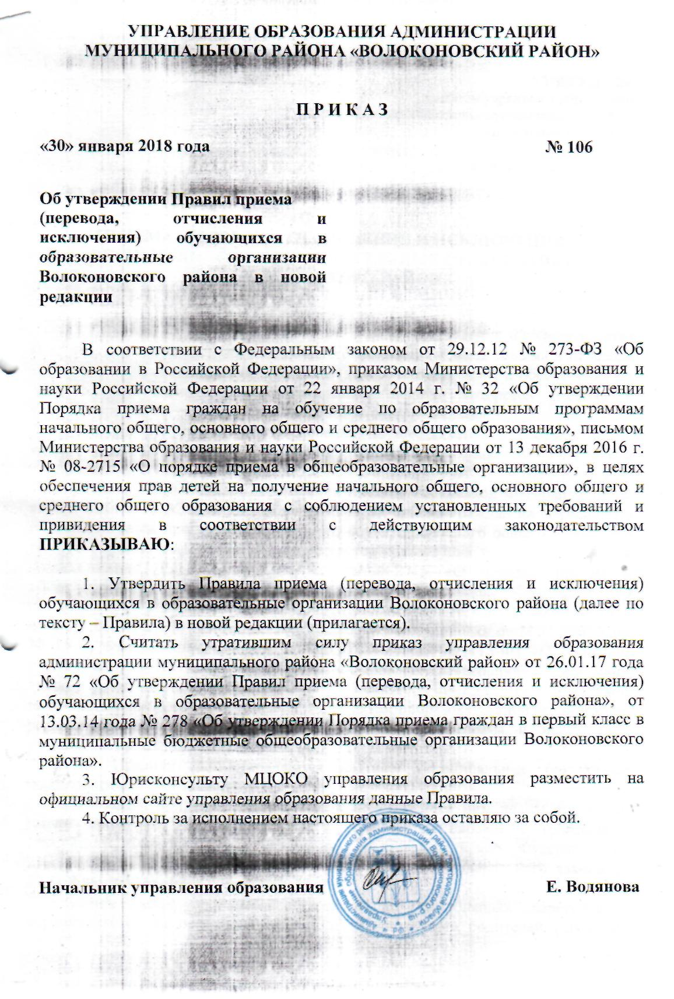 УПРАВЛЕНИЕ ОБРАЗОВАНИЯ АДМИНИСТРАЦИИ
МУНИЦИПАЛЬНОГО РАЙОНА «ВОЛОКОНОВСКИЙ РАЙОН»
П Р И К А З
«30» января 2018 года № 106
Об утверждении Правил приема
(перевода, отчисления и
исключения) обучающихся в
образовательные организации
Волоконовского района в новой
редакции
В соответствии с Федеральным законом от 29.12.12 № 273-ФЗ «Об
образовании в Российской Федерации», приказом Министерства образования и
науки Российской Федерации от 22 января 2014 г. № 32 «Об утверждении
Порядка приема граждан на обучение по образовательным программам
начального общего, основного общего и среднего общего образования», письмом
Министерства образования и науки Российской Федерации от 13 декабря 2016 г.
№ 08-2715 «О порядке приема в общеобразовательные организации», в целях
обеспечения прав детей на получение начального общего, основного общего и
среднего общего образования с соблюдением установленных требований и
привидения в соответствии с действующим законодательством
ПРИКАЗЫВАЮ:
1. Утвердить Правила приема (перевода, отчисления и исключения)
обучающихся в образовательные организации Волоконовского района (далее по
тексту – Правила) в новой редакции (прилагается).
2. Считать утратившим силу приказ управления образования
администрации муниципального района «Волоконовский район» от 26.01.17 года
№ 72 «Об утверждении Правил приема (перевода, отчисления и исключения)
обучающихся в образовательные организации Волоконовского района», от
13.03.14 года № 278 «Об утверждении Порядка приема граждан в первый класс в
муниципальные бюджетные общеобразовательные организации Волоконовского
района».
3. Юрисконсульту МЦОКО управления образования разместить на
официальном сайте управления образования данные Правила.
4. Контроль за исполнением настоящего приказа оставляю за собой.
Начальник управления образования Е. Водянова